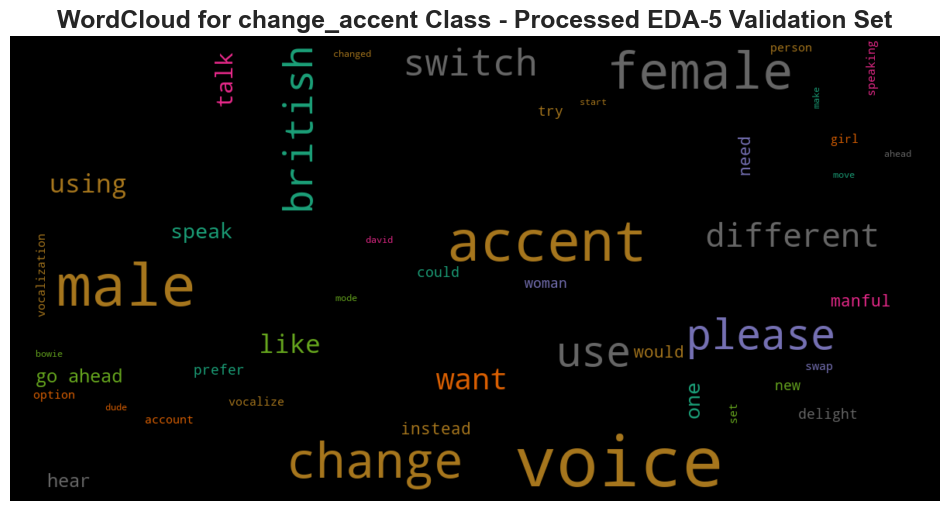 WordCloud for change_accent Class - Processed EDA-5 Validation Set
changed
person
speaking
talk
british
switch
female
make
start
try
girl
need
ahead
move
using
speak
david
accent
different
vocalization
male
could
woman
mode
manful
like
use
would
please
bowie
go ahead
prefer
want
swap
option
dude
account
vocalize
one
set
new
delight
instead
hear
change
voice